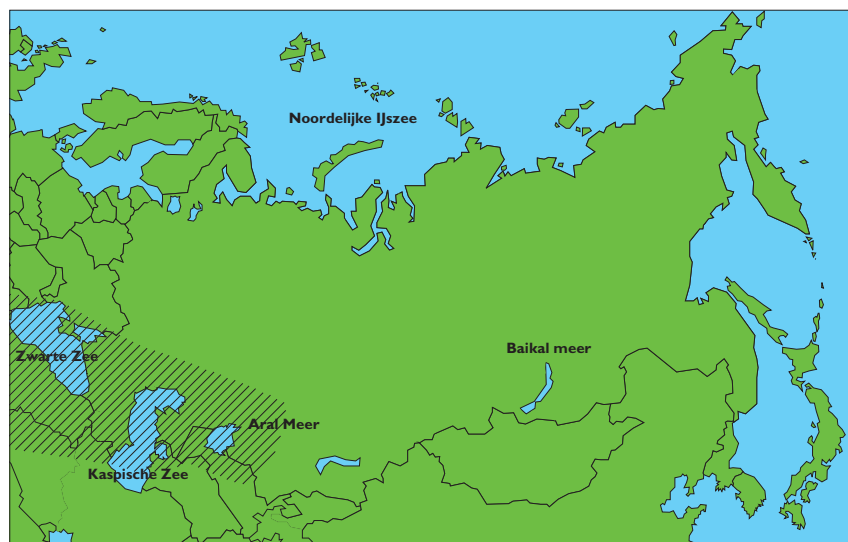 Noordelijke IJszee
Baikal meer
Zwarte Zee
Aral Meer
Kaspische Zee